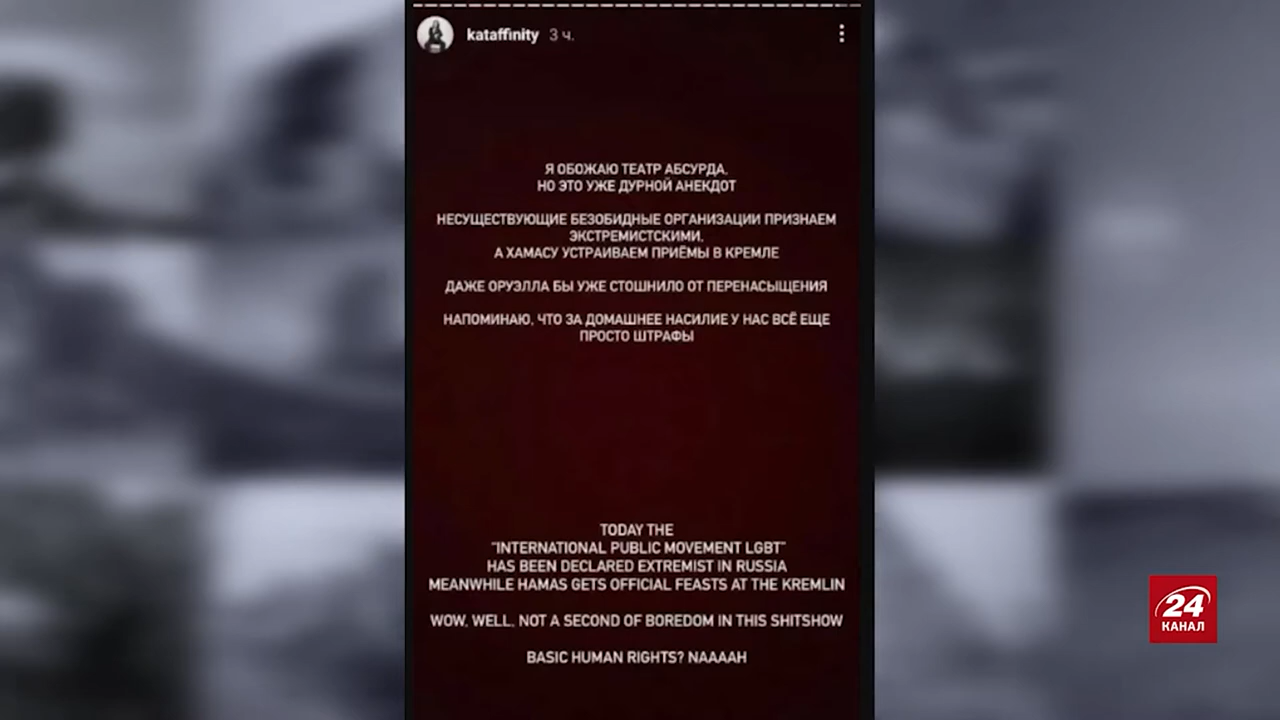 kataffinity 3 ч.
Я ОБОЖАЮ ТЕАТР АБСУРДА,
НО ЭТО УЖЕ ДУРНОЙ АНЕКДОТ
НЕСУЩЕСТВУЮЩИЕ БЕЗОБИДНЫЕ ОРГАНИЗАЦИИ ПРИЗНАЕМ
ЭКСТРЕМИСТСКИМИ,
А ХАМАСУ УСТРАИВАЕМ ПРИЁМЫ В КРЕМЛЕ
ДАЖЕ ОРУЭЛЛА БЫ УЖЕ СТОШНИЛО ОТ ПЕРЕНАСЫЩЕНИЯ
НАПОМИНАЮ, ЧТО ЗА ДОМАШНЕЕ НАСИЛИЕ У НАС ВСЁ ЕЩЕ
ПРОСТО ШТРАФЫ
TODAY THE
"INTERNATIONAL PUBLIC MOVEMENT LGBT"
HAS BEEN DECLARED EXTREMIST IN RUSSIA
MEANWHILE HAMAS GETS OFFICIAL FEASTS AT THE KREMLIN
WOW, WELL, NOT A SECOND OF BOREDOM IN THIS SHITSHOW
BASIC HUMAN RIGHTS? NAAAAH
24
КАНАЛ